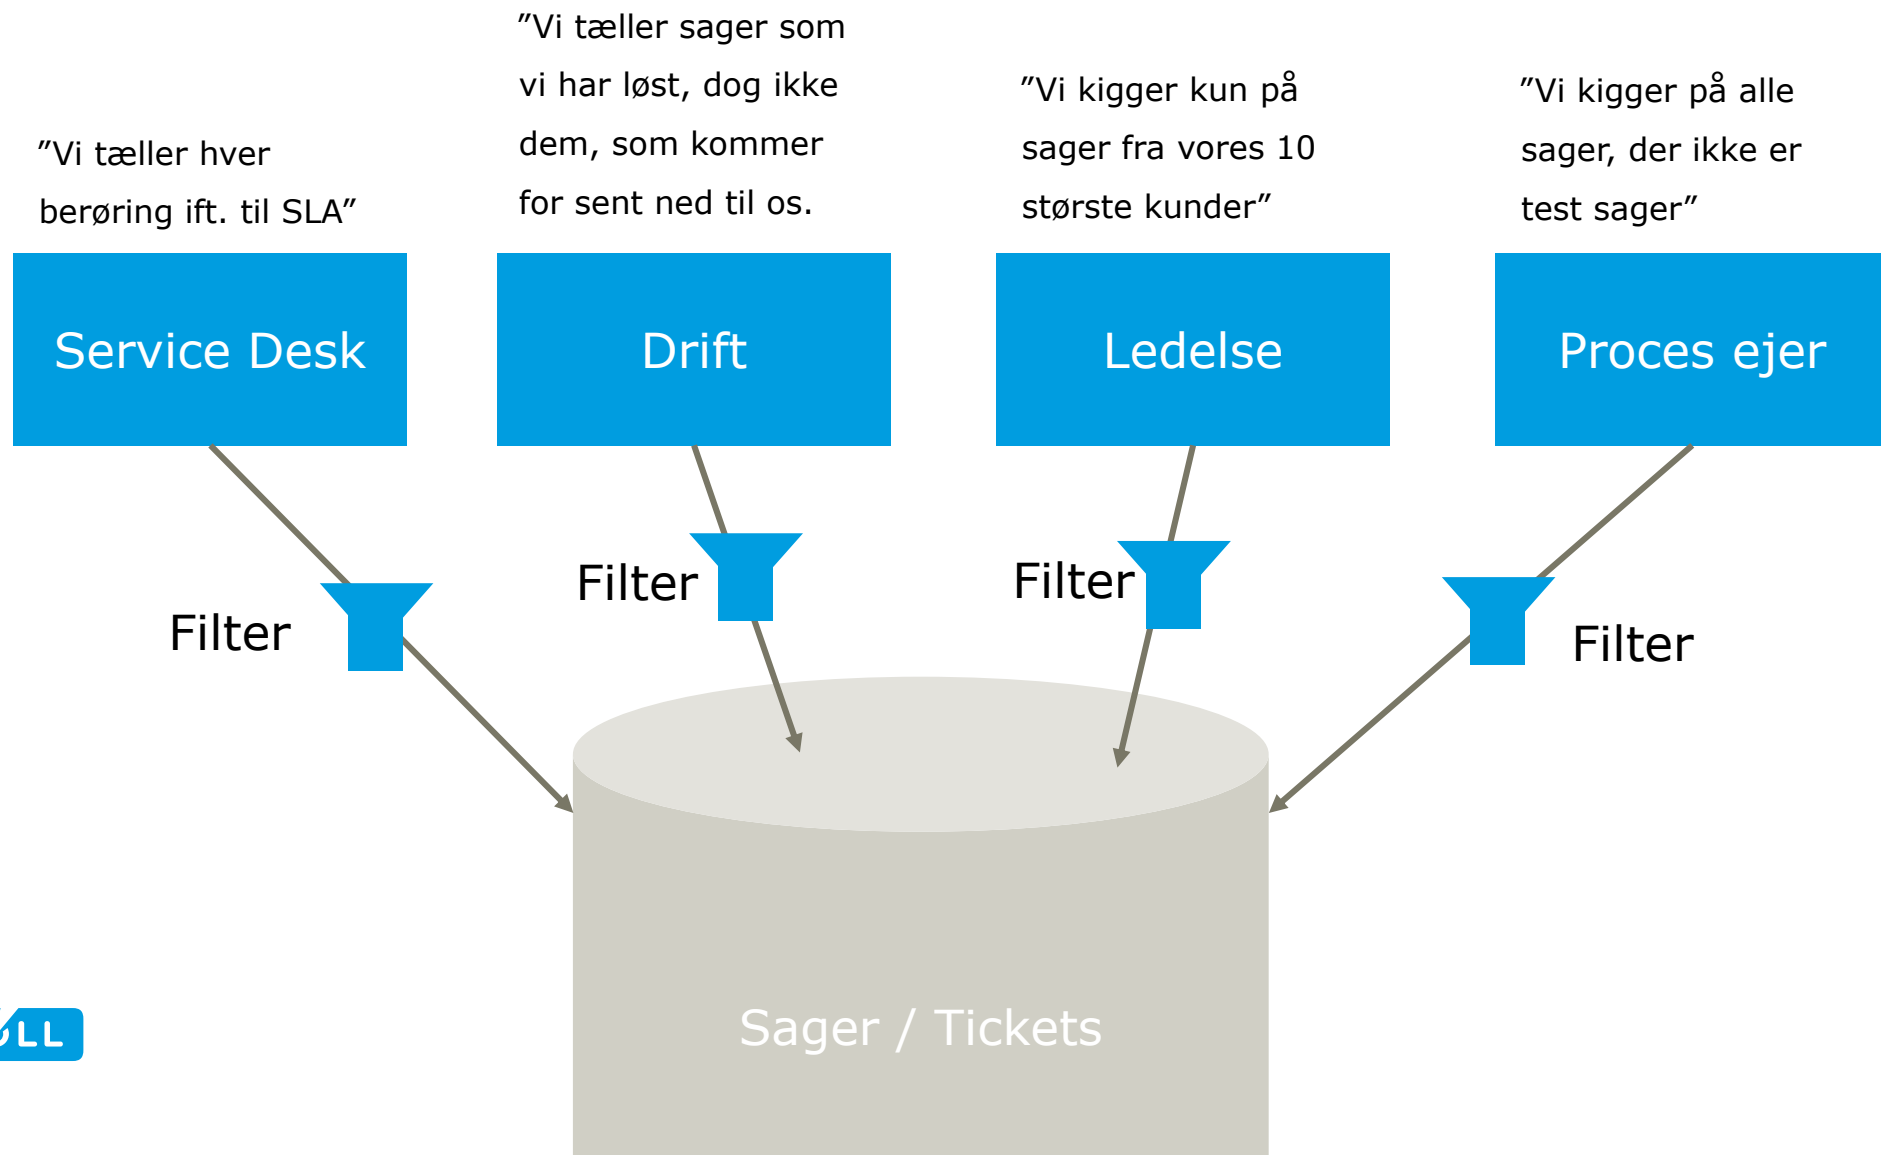 ”Vi tæller hver
berøring ift. til SLA”
”Vi tæller sager som
vi har løst, dog ikke
dem, som kommer
for sent ned til os.
”Vi kigger kun på
sager fra vores 10
største kunder”
”Vi kigger på alle
sager, der ikke er
test sager”
Service Desk
Drift
Ledelse
Proces ejer
Filter
Filter
Filter
Filter
Sager / Tickets